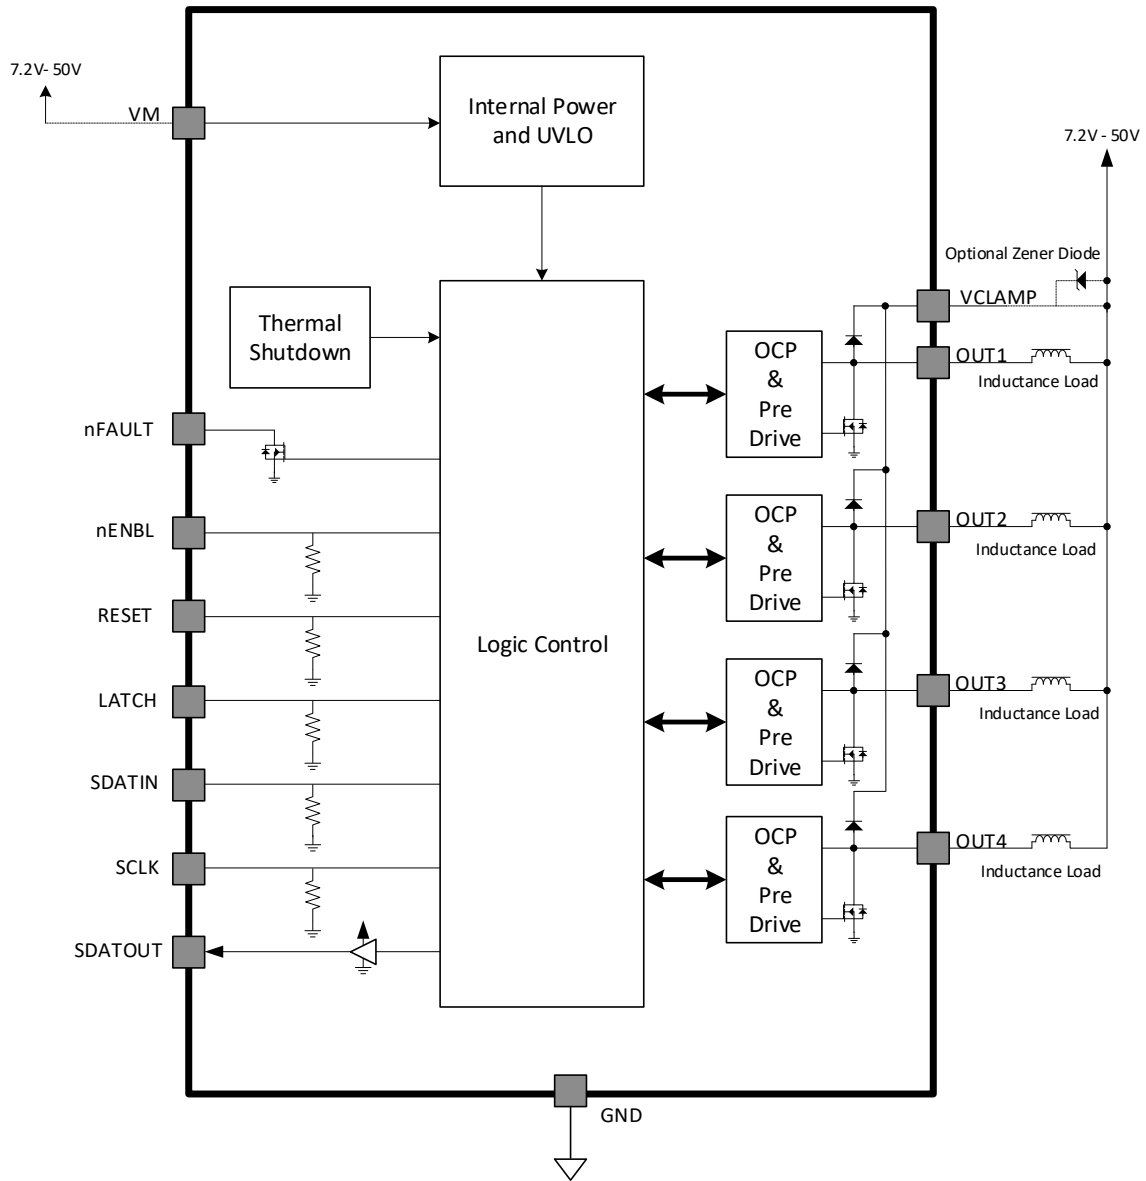 7.2V- 50V
VM
Internal Power
and UVLO
7.2V - 50V
Optional Zener Diode
VCLAMP
Thermal
Shutdown
OCP
&
Pre
Drive
OUT1
Inductance Load
nFAULT
nENBL
OCP
&
Pre
Drive
OUT2
Inductance Load
RESET
Logic Control
LATCH
OCP
&
Pre
Drive
OUT3
Inductance Load
SDATIN
SCLK
OCP
&
Pre
Drive
OUT4
Inductance Load
SDATOUT
GND